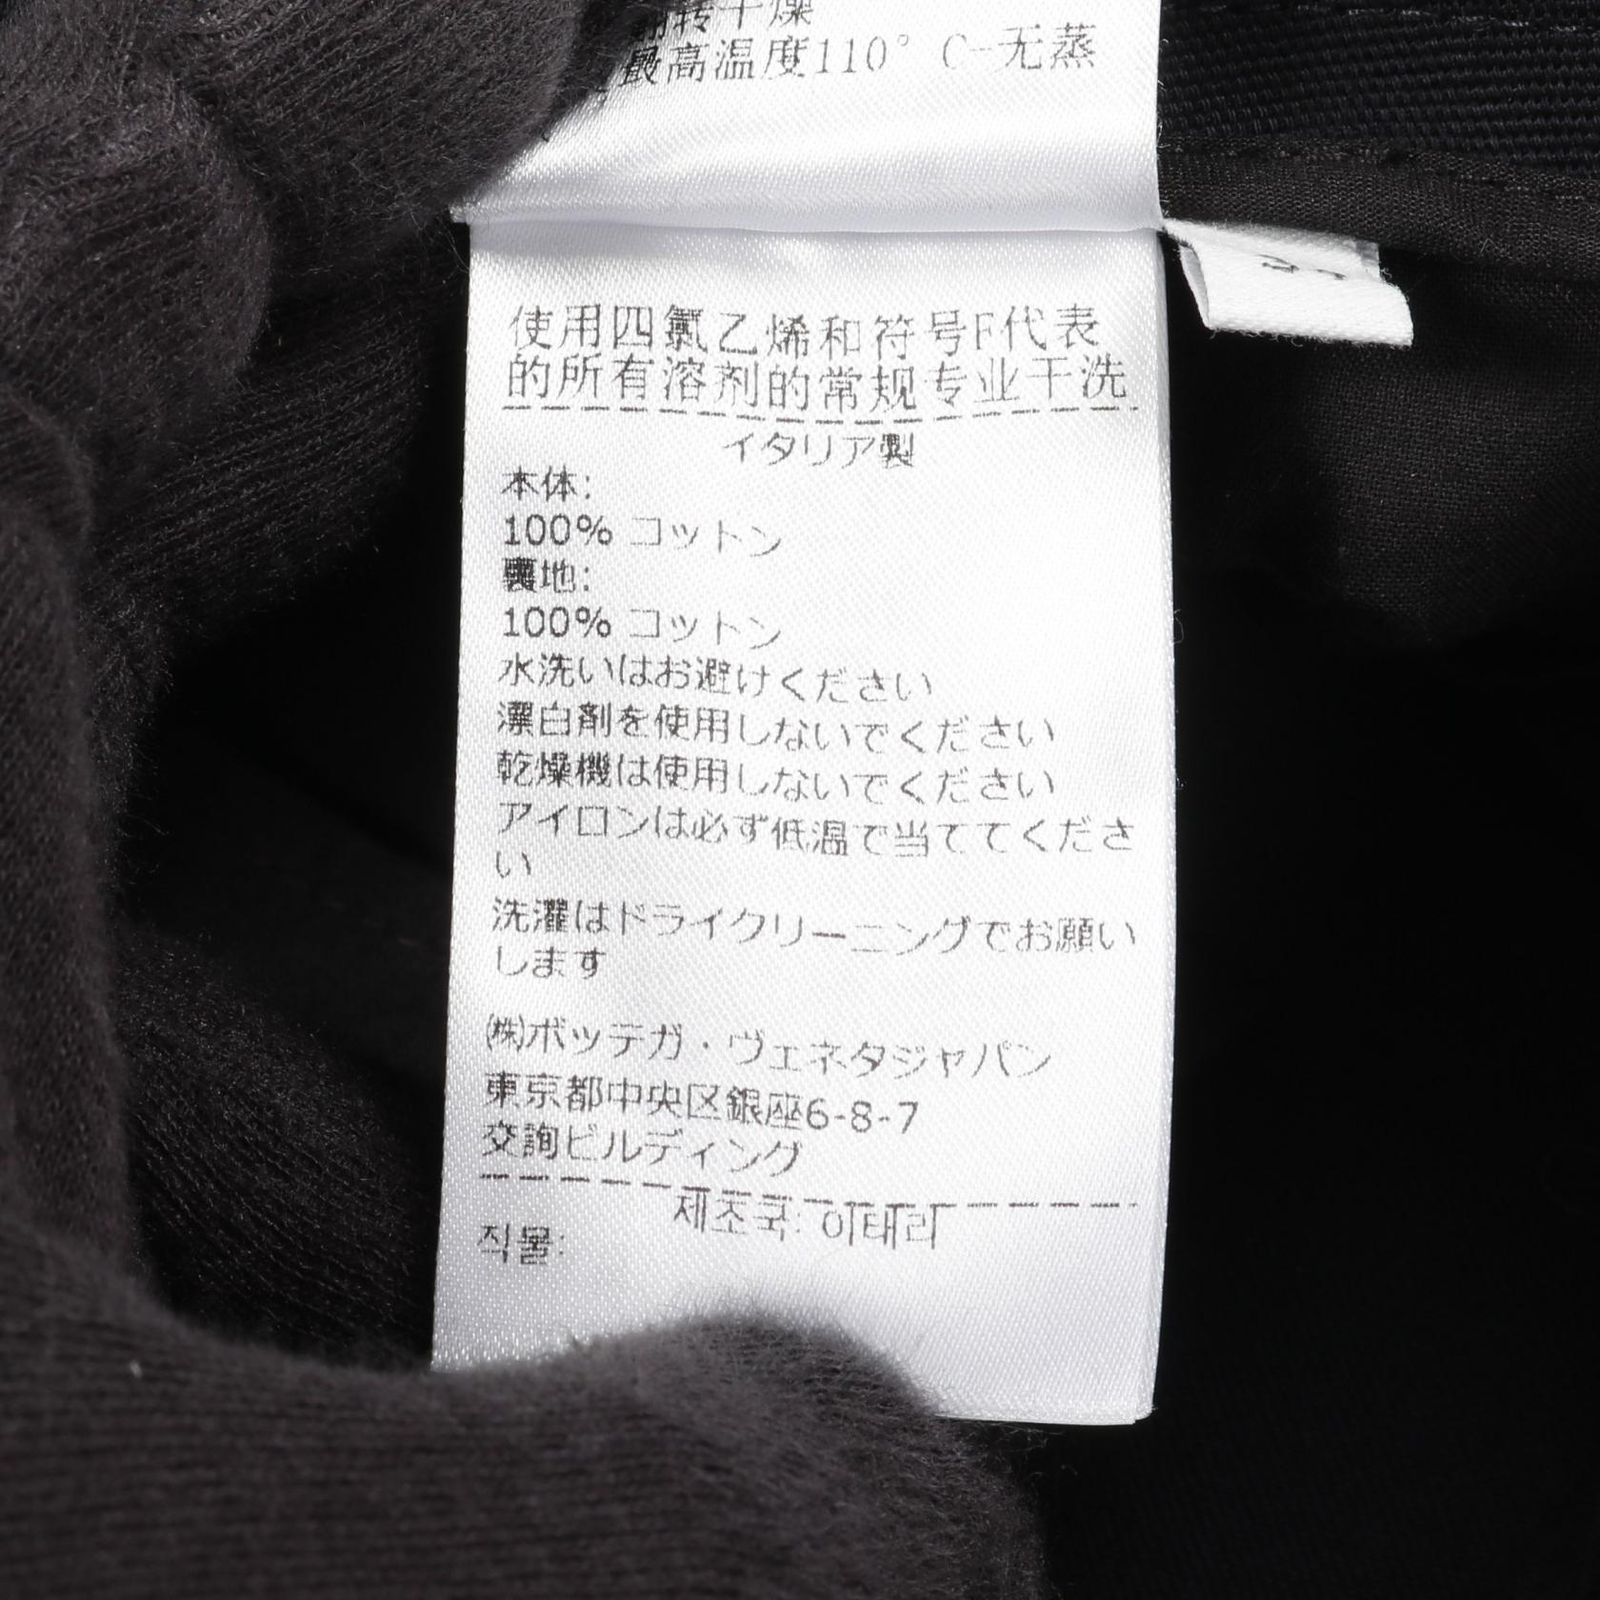 翻转干燥
最高温度110° C-无蒸
使用四氯乙烯和符号F代表
的所有溶剂的常规专业干洗
イタリア製
本体:
100% コットン
裏地:
100% コットン
水洗いはお避けください
漂白剤を使用しないでください
乾燥機は使用しないでください
アイロンは必ず低温で当ててくださ
い
洗濯はドライクリーニングでお願い
します
㈱ボッテガ・ヴェネタジャパン
東京都中央区銀座6-8-7
交詢ビルディング
제조국: 이태리
직물: